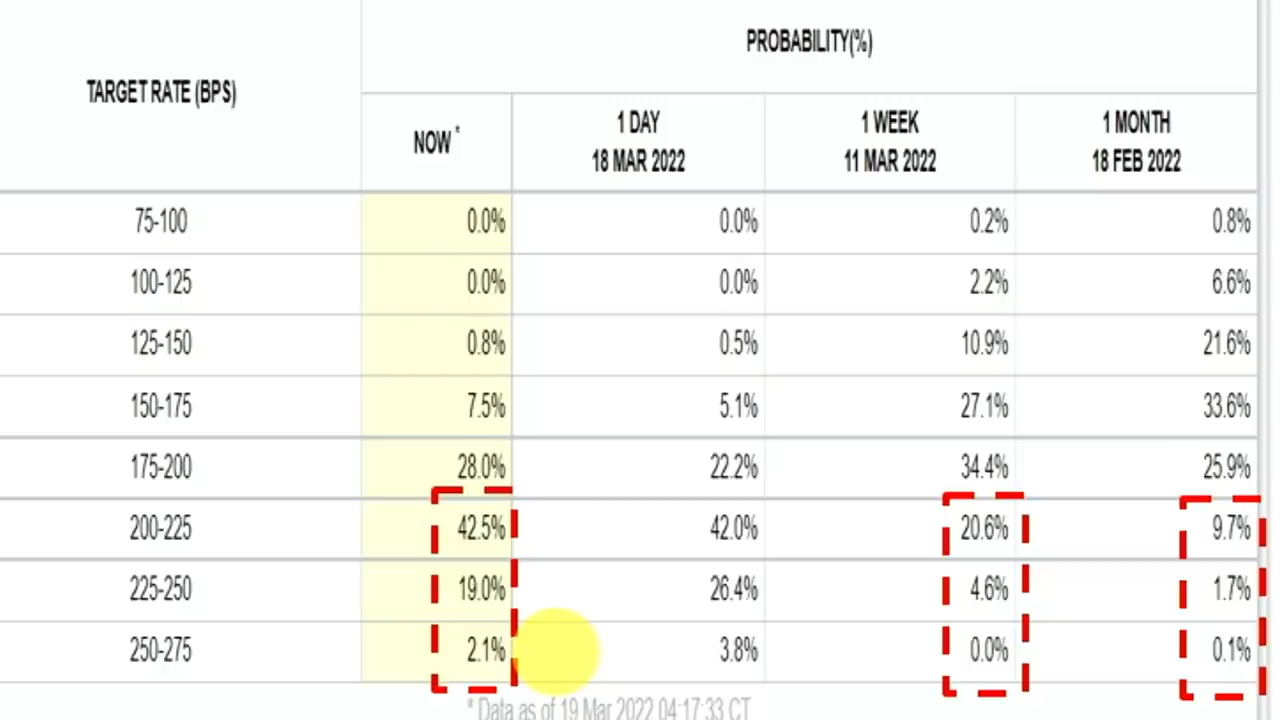 PROBABILITY(%)
TARGET RATE (BPS)
NOW * 1 DAY 1 WEEK 1 MONTH
18 MAR 2022 11 MAR 2022 18 FEB 2022
75-100 0.0% 0.0% 0.2% 0.8%
100-125 0.0% 0.0% 2.2% 6.6%
125-150 0.8% 0.5% 10.9% 21.6%
150-175 7.5% 5.1% 27.1% 33.6%
175-200 28.0% 22.2% 34.4% 25.9%
200-225 42.5% 42.0% 20.6% 9.7%
225-250 19.0% 26.4% 4.6% 1.7%
250-275 2.1% 3.8% 0.0% 0.1%
* Data as of 19 Mar 2022 04:17:33 CT